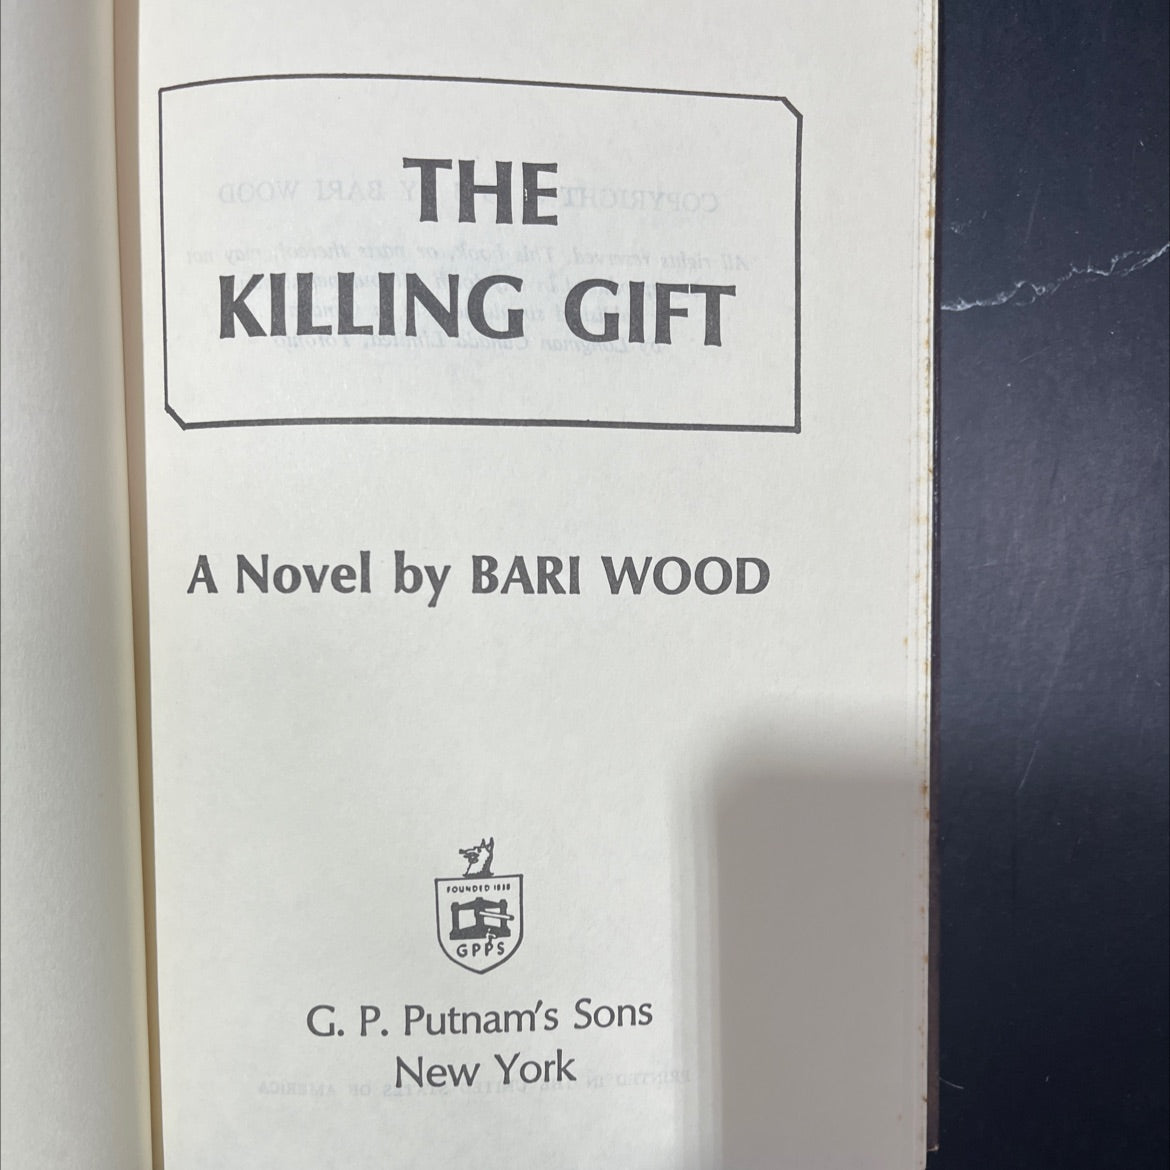 THE
KILLING GIFT
A Novel by BARI WOOD
FOUNDED 1838
GPPS
G. P. Putnam's Sons
New York